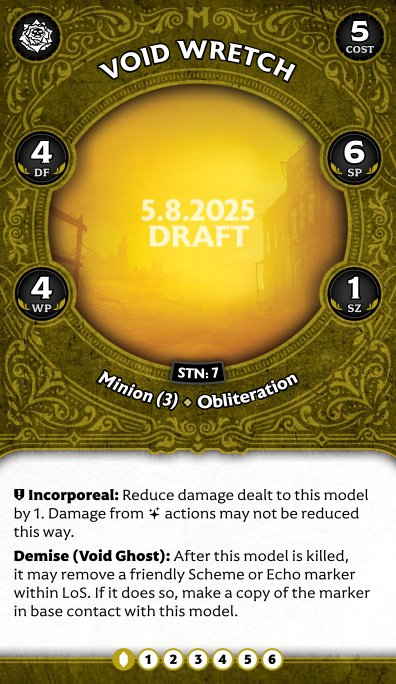 5
COST
VOID WRETCH
4
DF
6
SP
5.8.2025
DRAFT
4
WP
1
SZ
STN: 7
Minion (3) ⬥ Obliteration
Incorporeal: Reduce damage dealt to this model
by 1. Damage from actions may not be reduced
this way.
Demise (Void Ghost): After this model is killed,
it may remove a friendly Scheme or Echo marker
within LoS. If it does so, make a copy of the marker
in base contact with this model.
1 2 3 4 5 6